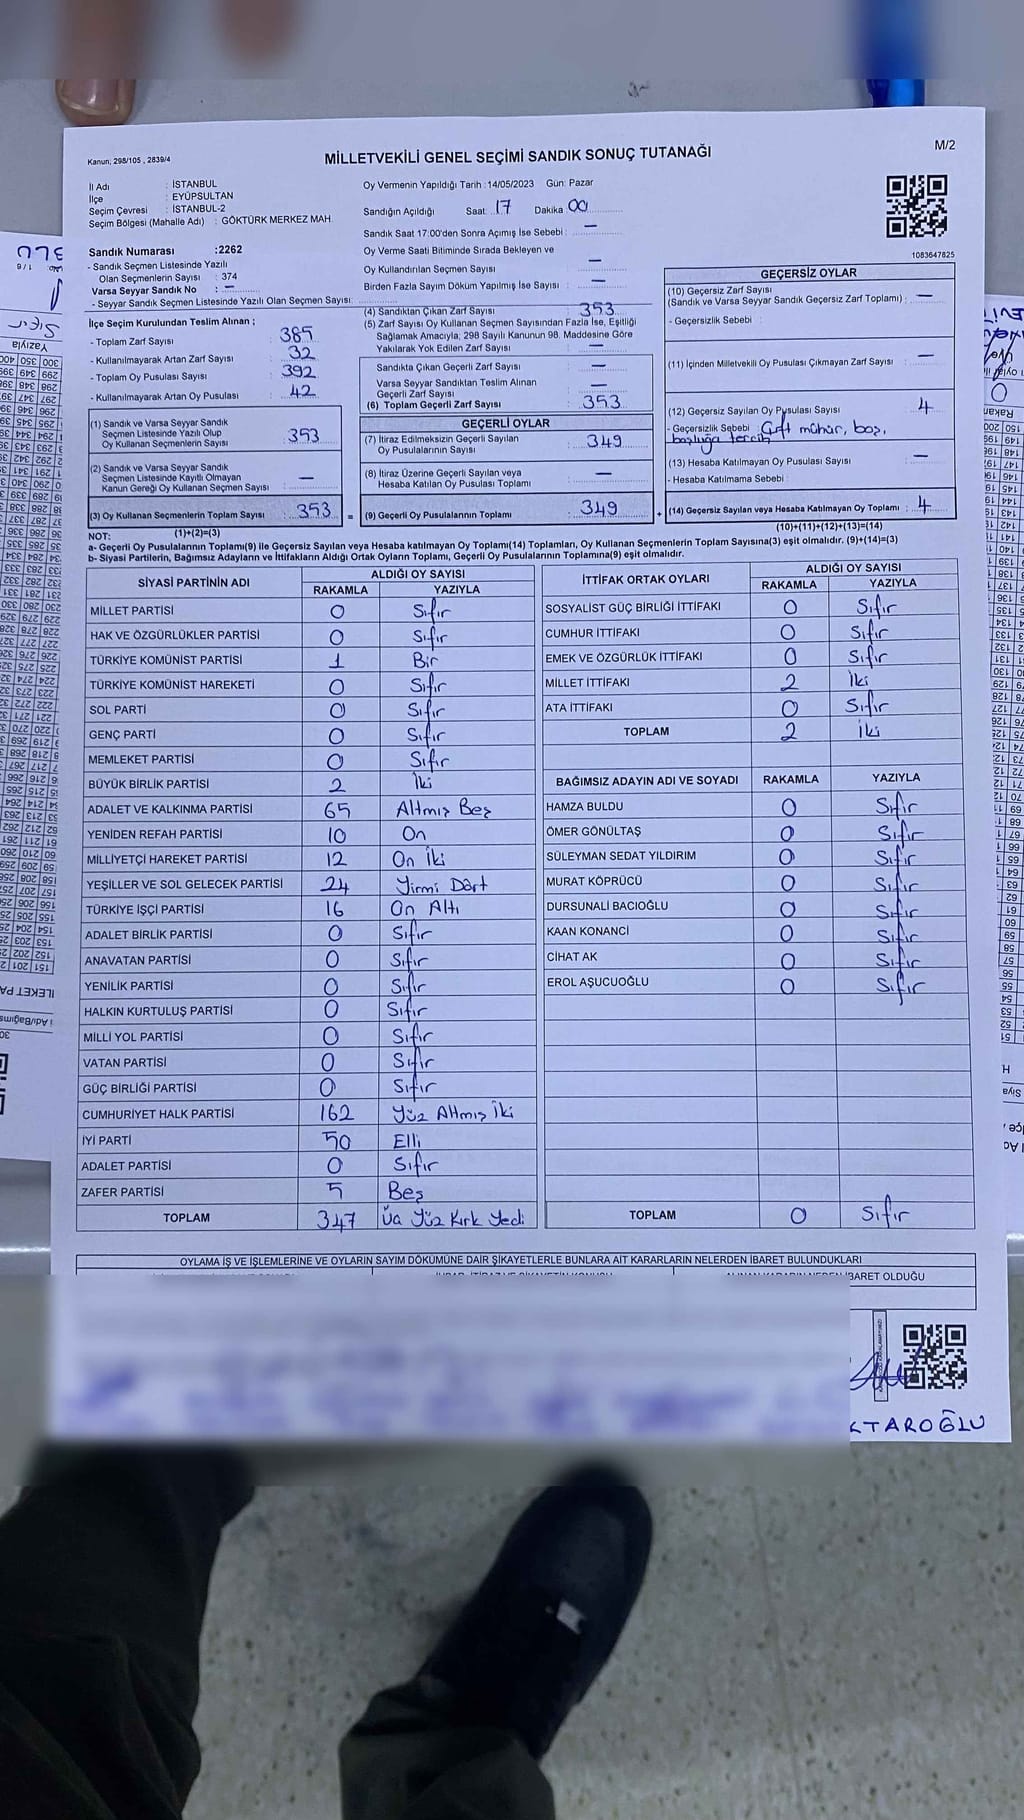 Kanun, 298/105 , 2839/4
MİLLETVEKİLİ GENEL SEÇİMİ SANDIK SONUÇ TUTANAĞI
M/2
İl Adı : İSTANBUL
İlçe : EYÜPSULTAN
Seçim Çevresi : İSTANBUL-2
Seçim Bölgesi (Mahalle Adı) : GÖKTÜRK MERKEZ MAH.
Oy Vermenin Yapıldığı Tarih :14/05/2023 Gün: Pazar
Sandığın Açıldığı Saat: 17 Dakika 00
Sandık Saat 17:00'den Sonra Açımış İse Sebebi : —
Oy Verme Saati Bitiminde Sırada Bekleyen ve
Oy Kullandırılan Seçmen Sayısı : —
Birden Fazla Sayım Döküm Yapılmış İse Sayısı : —
1083647825
Sandık Numarası :2262
- Sandık Seçmen Listesinde Yazılı
Olan Seçmenlerin Sayısı : 374
Varsa Seyyar Sandık No : —
- Seyyar Sandık Seçmen Listesinde Yazılı Olan Seçmen Sayısı:
İlçe Seçim Kurulundan Teslim Alınan ;
- Toplam Zarf Sayısı : 385
- Kullanılmayarak Artan Zarf Sayısı : 32
- Toplam Oy Pusulası Sayısı : 392
- Kullanılmayarak Artan Oy Pusulası : 42
(1) Sandık ve Varsa Seyyar Sandık
Seçmen Listesinde Yazılı Olup
Oy Kullanan Seçmenlerin Sayısı : 353
(2) Sandık ve Varsa Seyyar Sandık
Seçmen Listesinde Kayıtlı Olmayan
Kanun Gereği Oy Kullanan Seçmen Sayısı : —
(3) Oy Kullanan Seçmenlerin Toplam Sayısı : 353 =
(4) Sandıktan Çıkan Zarf Sayısı : 353
(5) Zarf Sayısı Oy Kullanan Seçmen Sayısından Fazla İse, Eşitliği
Sağlamak Amacıyla; 298 Sayılı Kanunun 98. Maddesine Göre
Yakılarak Yok Edilen Zarf Sayısı : —
Sandıkta Çıkan Geçerli Zarf Sayısı : —
Varsa Seyyar Sandıktan Teslim Alınan
Geçerli Zarf Sayısı : —
(6) Toplam Geçerli Zarf Sayısı : 353
GEÇERLİ OYLAR
(7) İtiraz Edilmeksizin Geçerli Sayılan
Oy Pusulalarının Sayısı : 349
(8) İtiraz Üzerine Geçerli Sayılan veya
Hesaba Katılan Oy Pusulası Toplamı : —
(9) Geçerli Oy Pusulalarının Toplamı : 349 +
GEÇERSİZ OYLAR
(10) Geçersiz Zarf Sayısı
(Sandık ve Varsa Seyyar Sandık Geçersiz Zarf Toplamı) : —
- Geçersizlik Sebebi :
(11) İçinden Milletvekili Oy Pusulası Çıkmayan Zarf Sayısı : —
(12) Geçersiz Sayılan Oy Pusulası Sayısı : 4
- Geçersizlik Sebebi : Çift mühür, boş,
boşluğa tercih
(13) Hesaba Katılmayan Oy Pusulası Sayısı : —
- Hesaba Katılmama Sebebi :
(14) Geçersiz Sayılan veya Hesaba Katılmayan Oy Toplamı : 4
NOT: (1)+(2)=(3)
(10)+(11)+(12)+(13)=(14)
a- Geçerli Oy Pusulalarının Toplamı(9) ile Geçersiz Sayılan veya Hesaba katılmayan Oy Toplamı(14) Toplamları, Oy Kullanan Seçmenlerin Toplam Sayısına(3) eşit olmalıdır. (9)+(14)=(3)
b- Siyasi Partilerin, Bağımsız Adayların ve İttifakların Aldığı Ortak Oyların Toplamı, Geçerli Oy Pusulalarının Toplamına(9) eşit olmalıdır.
SİYASİ PARTİNİN ADI
ALDIĞI OY SAYISI
RAKAMLA YAZIYLA
MİLLET PARTİSİ 0 Sıfır
HAK VE ÖZGÜRLÜKLER PARTİSİ 0 Sıfır
TÜRKİYE KOMÜNİST PARTİSİ 1 Bir
TÜRKİYE KOMÜNİST HAREKETİ 0 Sıfır
SOL PARTİ 0 Sıfır
GENÇ PARTİ 0 Sıfır
MEMLEKET PARTİSİ 0 Sıfır
BÜYÜK BİRLİK PARTİSİ 2 İki
ADALET VE KALKINMA PARTİSİ 65 Altmış Beş
YENİDEN REFAH PARTİSİ 10 On
MİLLİYETÇİ HAREKET PARTİSİ 12 On İki
YEŞİLLER VE SOL GELECEK PARTİSİ 24 Yirmi Dört
TÜRKİYE İŞÇİ PARTİSİ 16 On Altı
ADALET BİRLİK PARTİSİ 0 Sıfır
ANAVATAN PARTİSİ 0 Sıfır
YENİLİK PARTİSİ 0 Sıfır
HALKIN KURTULUŞ PARTİSİ 0 Sıfır
MİLLİ YOL PARTİSİ 0 Sıfır
VATAN PARTİSİ 0 Sıfır
GÜÇ BİRLİĞİ PARTİSİ 0 Sıfır
CUMHURİYET HALK PARTİSİ 162 Yüz Altmış İki
İYİ PARTİ 50 Elli
ADALET PARTİSİ 0 Sıfır
ZAFER PARTİSİ 5 Beş
TOPLAM 347 Üç Yüz Kırk Yedi
İTTİFAK ORTAK OYLARI
ALDIĞI OY SAYISI
RAKAMLA YAZIYLA
SOSYALİST GÜÇ BİRLİĞİ İTTİFAKI 0 Sıfır
CUMHUR İTTİFAKI 0 Sıfır
EMEK VE ÖZGÜRLÜK İTTİFAKI 0 Sıfır
MİLLET İTTİFAKI 2 İki
ATA İTTİFAKI 0 Sıfır
TOPLAM 2 İki
BAĞIMSIZ ADAYIN ADI VE SOYADI RAKAMLA YAZIYLA
HAMZA BULDU 0 Sıfır
ÖMER GÖNÜLTAŞ 0 Sıfır
SÜLEYMAN SEDAT YILDIRIM 0 Sıfır
MURAT KÖPRÜCÜ 0 Sıfır
DURSUNALİ BACIOĞLU 0 Sıfır
KAAN KONANCİ 0 Sıfır
CİHAT AK 0 Sıfır
EROL AŞUCUOĞLU 0 Sıfır
TOPLAM 0 Sıfır
OYLAMA İŞ VE İŞLEMLERİNE VE OYLARIN SAYIM DÖKÜMÜNE DAİR ŞİKAYETLERLE BUNLARA AİT KARARLARIN NELERDEN İBARET BULUNDUKLARI
İBARET OLDUĞU
KTAROĞLU